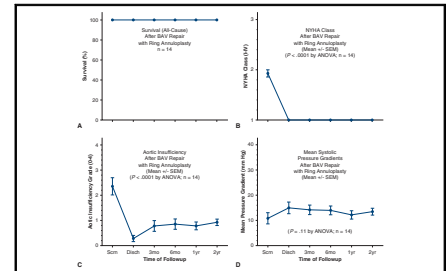 100
80
60
40
20
0
Survival (%)
Survival (All-Cause)
After BAV Repair
with Ring Annuloplasty
n = 14
A
3
2
1
NYHA Class (I-IV)
NYHA Class
After BAV Repair
with Ring Annuloplasty
(Mean +/- SEM)
(P < .0001 by ANOVA; n = 14)
B
4
3
2
1
0
Aortic Insufficiency Grade (0-4)
Aortic Insufficiency
After BAV Repair
with Ring Annuloplasty
(Mean +/- SEM)
(P < .0001 by ANOVA; n = 14)
Scrn Disch 3mo 6mo 1yr 2yr
C
Time of Followup
40
30
20
10
0
Mean Pressure Gradient (mm Hg)
Mean Systolic
Pressure Gradients
After BAV Repair
with Ring Annuloplasty
(Mean +/- SEM)
(P = .11 by ANOVA; n = 14)
Scrn Disch 3mo 6mo 1yr 2yr
D
Time of Followup